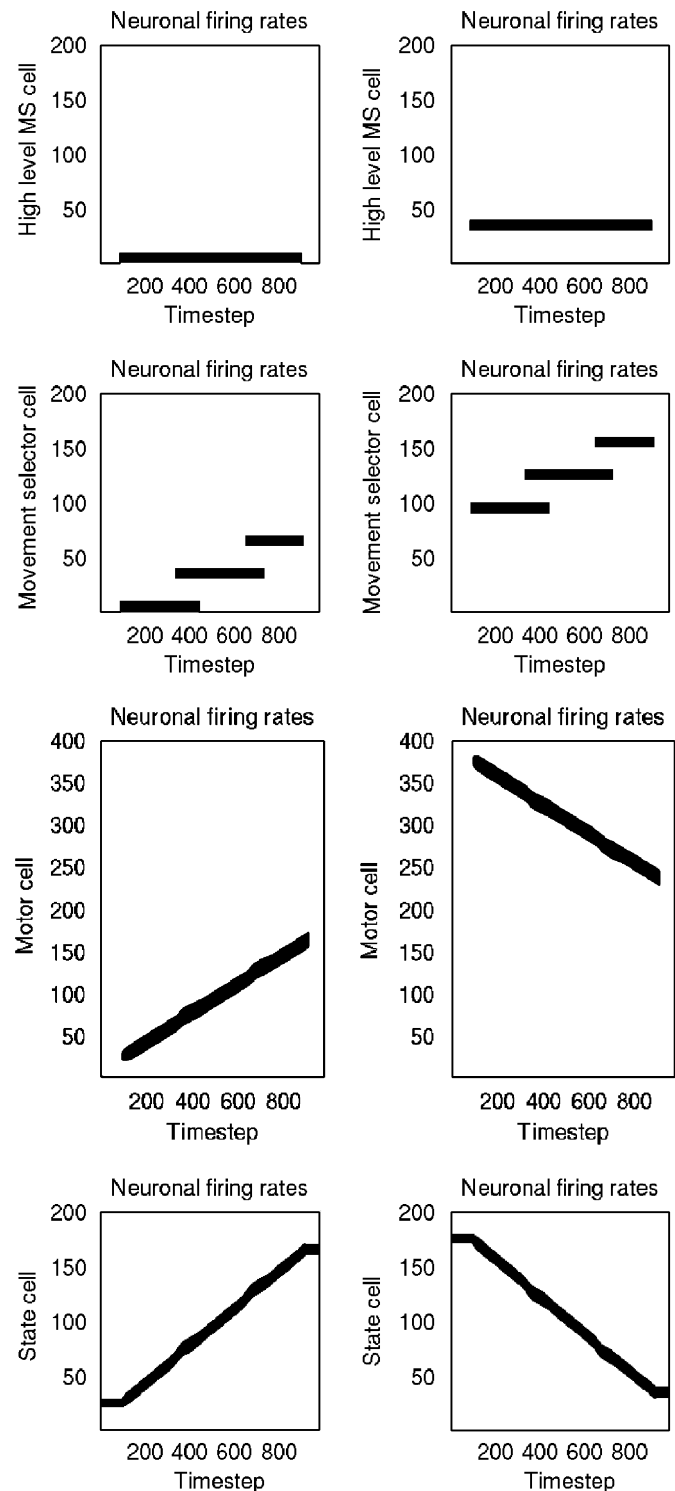 Neuronal firing rates
High level MS cell
200
150
100
50
200 400 600 800
Timestep
Neuronal firing rates
High level MS cell
200
150
100
50
200 400 600 800
Timestep
Neuronal firing rates
Movement selector cell
200
150
100
50
200 400 600 800
Timestep
Neuronal firing rates
Movement selector cell
200
150
100
50
200 400 600 800
Timestep
Neuronal firing rates
Motor cell
400
350
300
250
200
150
100
50
200 400 600 800
Timestep
Neuronal firing rates
Motor cell
400
350
300
250
200
150
100
50
200 400 600 800
Timestep
Neuronal firing rates
State cell
200
150
100
50
200 400 600 800
Timestep
Neuronal firing rates
State cell
200
150
100
50
200 400 600 800
Timestep